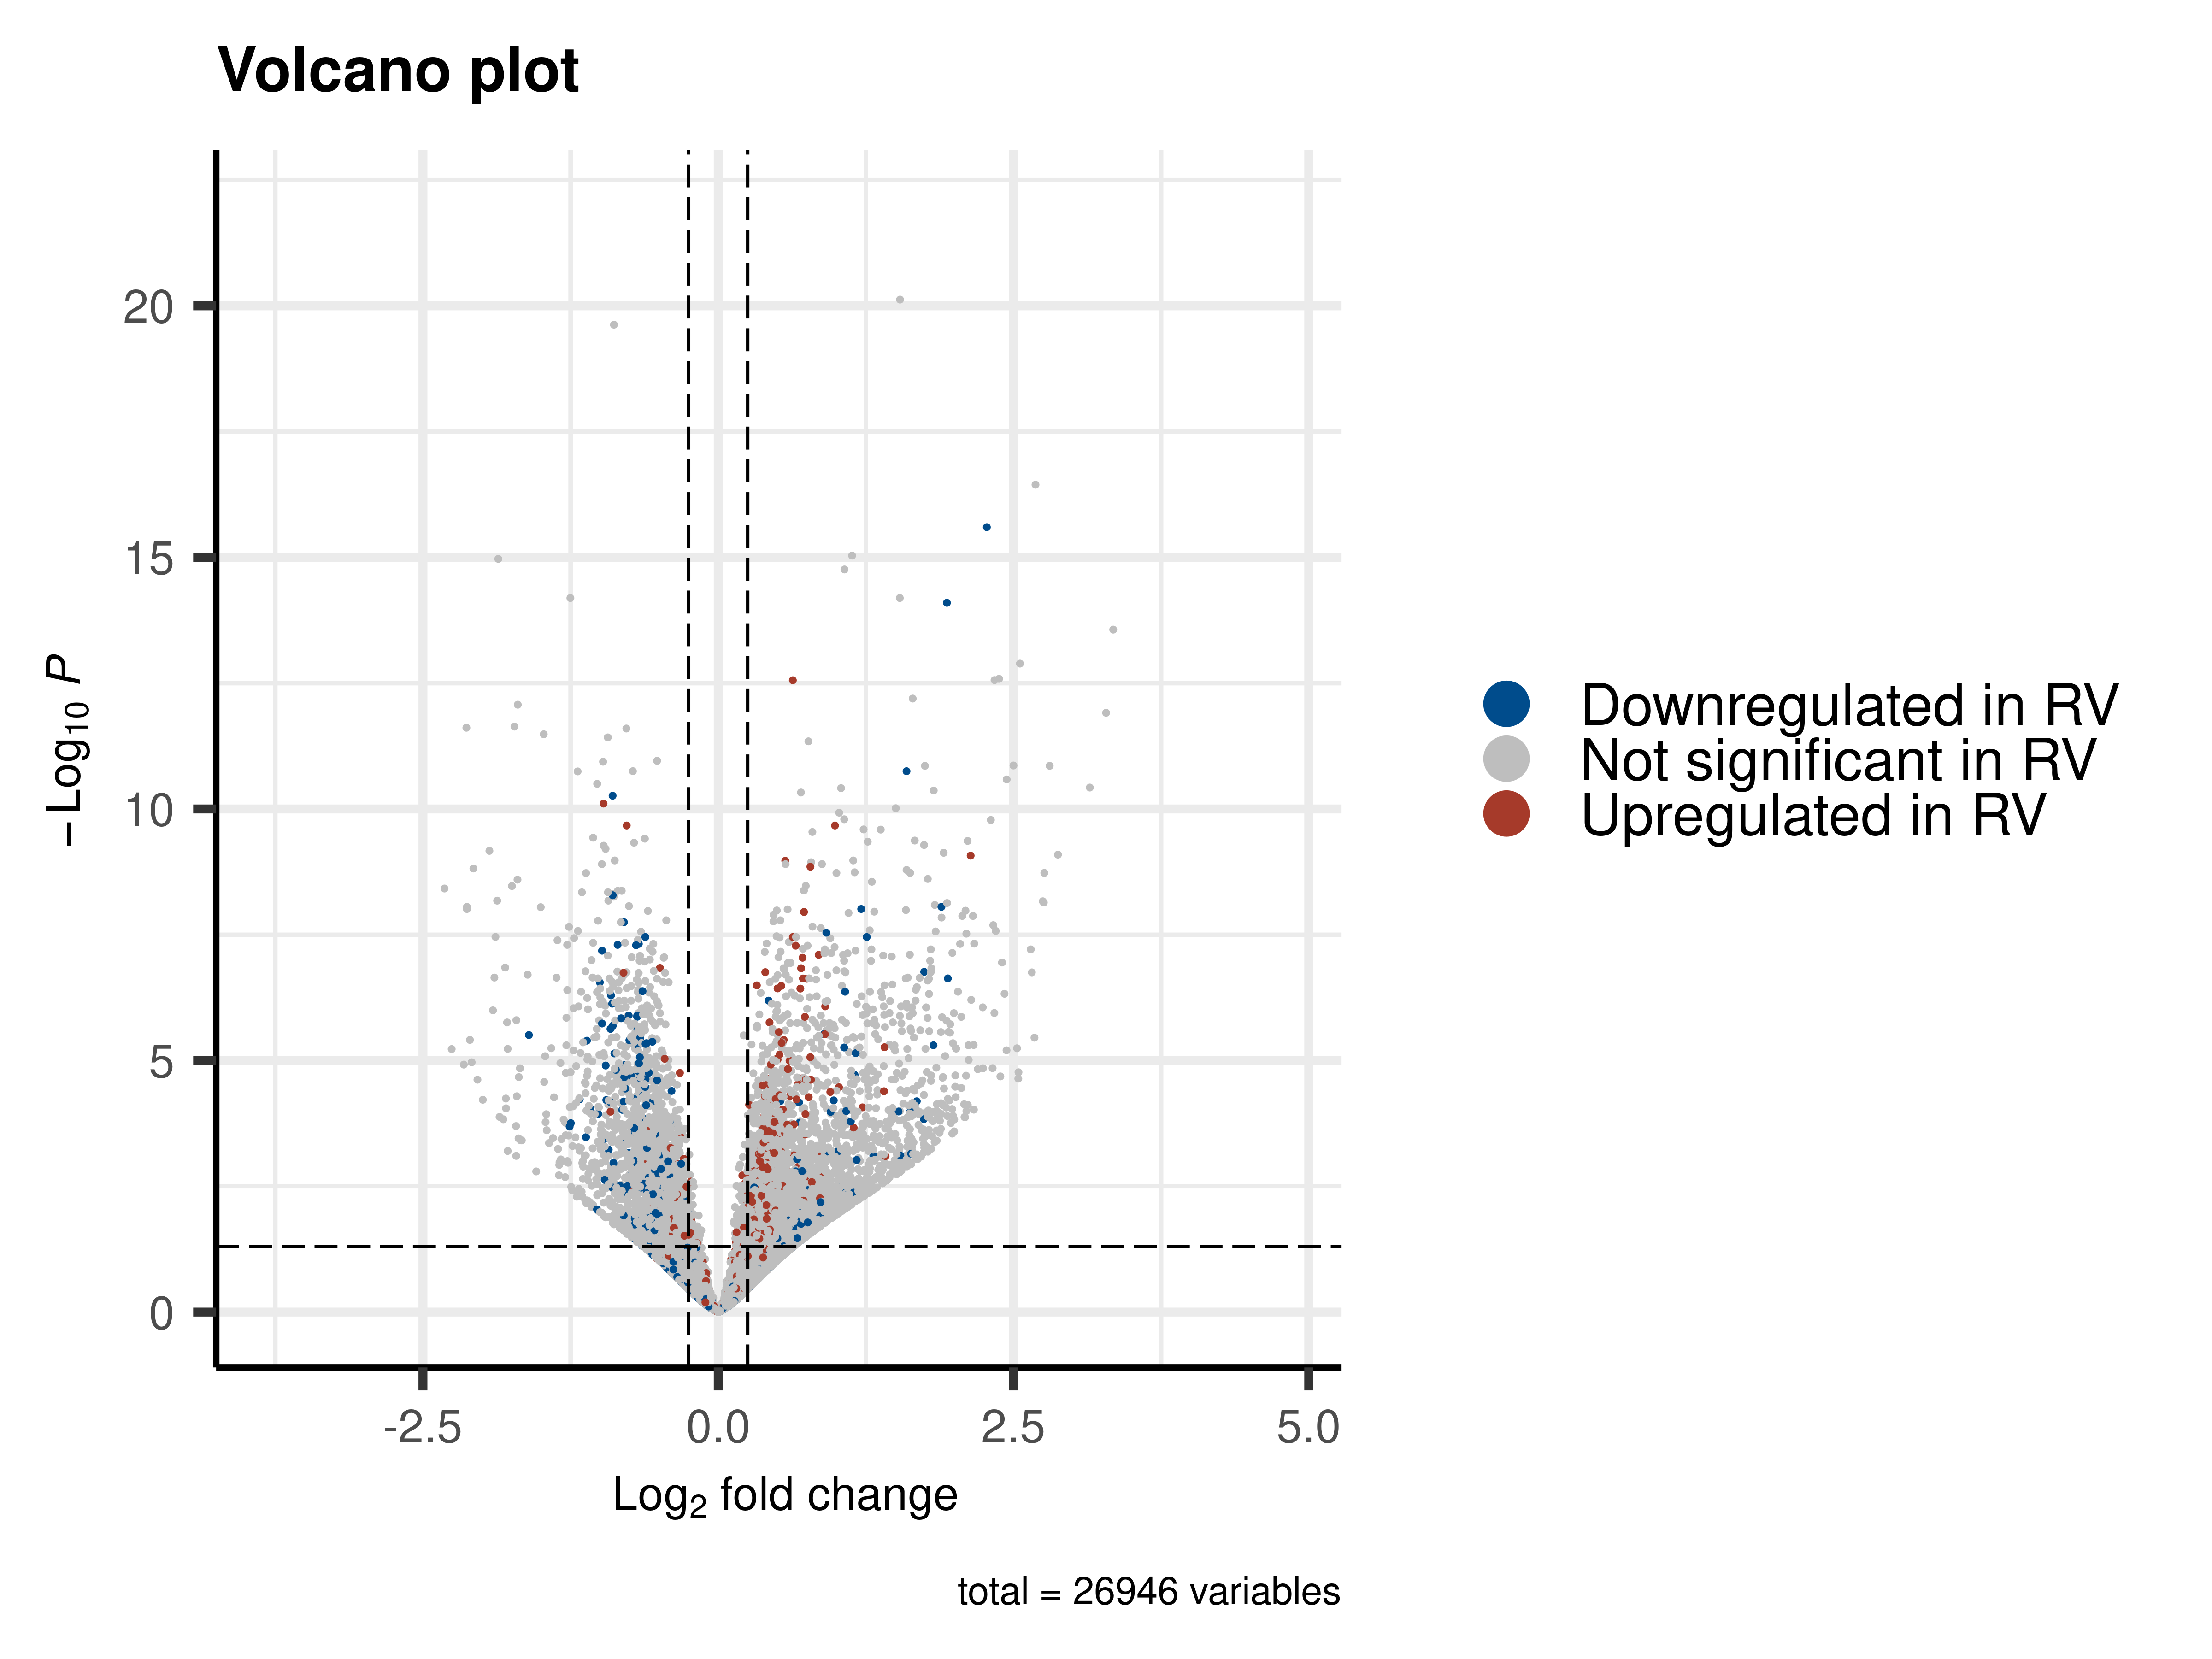 Volcano plot
−Log10 P
20
15
10
5
0
-2.5
0.0
2.5
5.0
Log2 fold change
Downregulated in RV
Not significant in RV
Upregulated in RV
total = 26946 variables